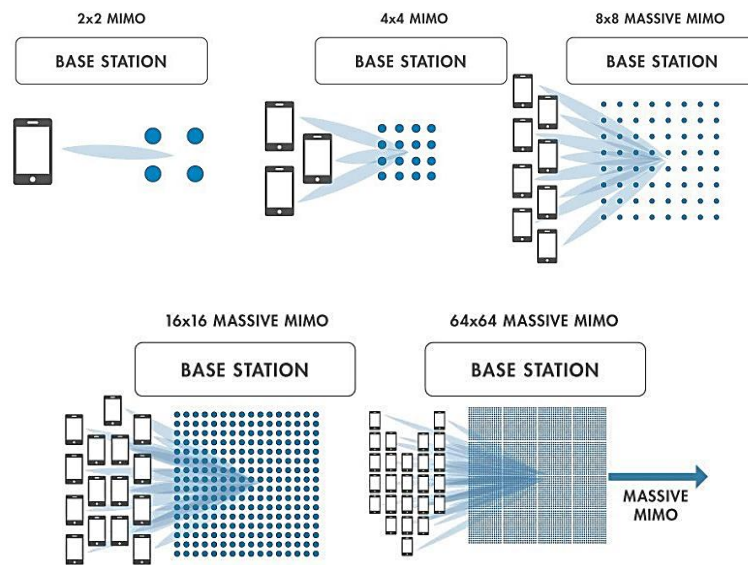 2x2 MIMO
BASE STATION
4x4 MIMO
BASE STATION
8x8 MASSIVE MIMO
BASE STATION
16x16 MASSIVE MIMO
BASE STATION
64x64 MASSIVE MIMO
BASE STATION
MASSIVE
MIMO